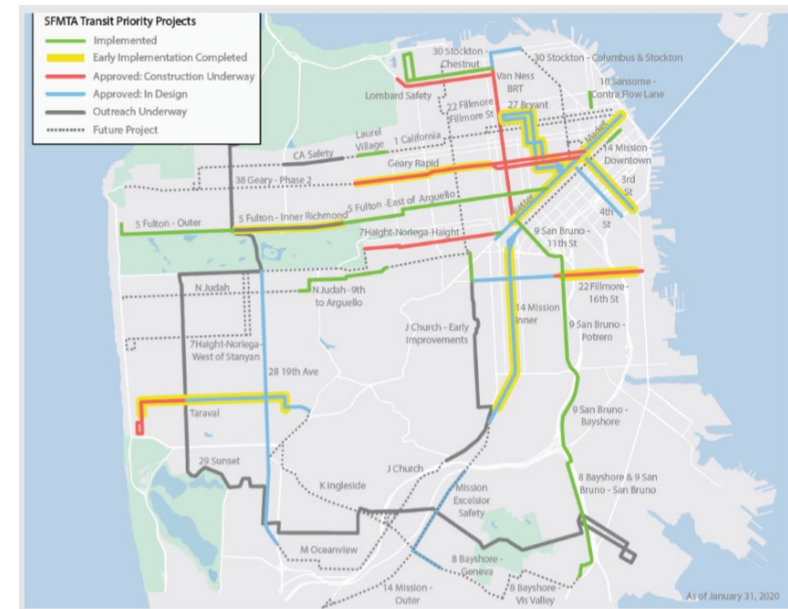 SFMTA Transit Priority Projects
Implemented
Early Implementation Completed
Approved: Construction Underway
Approved: In Design
Outreach Underway
Future Project
30 Stockton -
Chestnut
30 Stockton - Columbus & Stockton
Van Ness
BRT
10 Sansome -
Contra Flow Lane
Lombard Safety
22 Fillmore
Fillmore St
27 Bryant
Laurel
Village
1 California
Market
14 Mission
Downtown
CA Safety
Geary Rapid
38 Geary - Phase 2
3rd
St
4th
St
5 Fulton - Outer
5 Fulton - Inner Richmond
5 Fulton -East of Arguello
7Haight-Noriega-Haight
9 San Bruno -
11th St
N Judah
N Judah - 9th
to Arguello
22 Fillmore-
16th St
14 Mission
Inner
J Church - Early
Improvements
9 San Bruno -
Potrero
7Haight-Noriega-
West of Stanyan
28 19th Ave
Taraval
9 San Bruno -
Bayshore
29 Sunset
J Church
K Ingleside
8 Bayshore & 9 San
Bruno - San Bruno
Mission
Excelsior
Safety
M Oceanview
8 Bayshore -
Geneva
14 Mission -
Outer
8 Bayshore -
Vis Valley
As of January 31, 2020